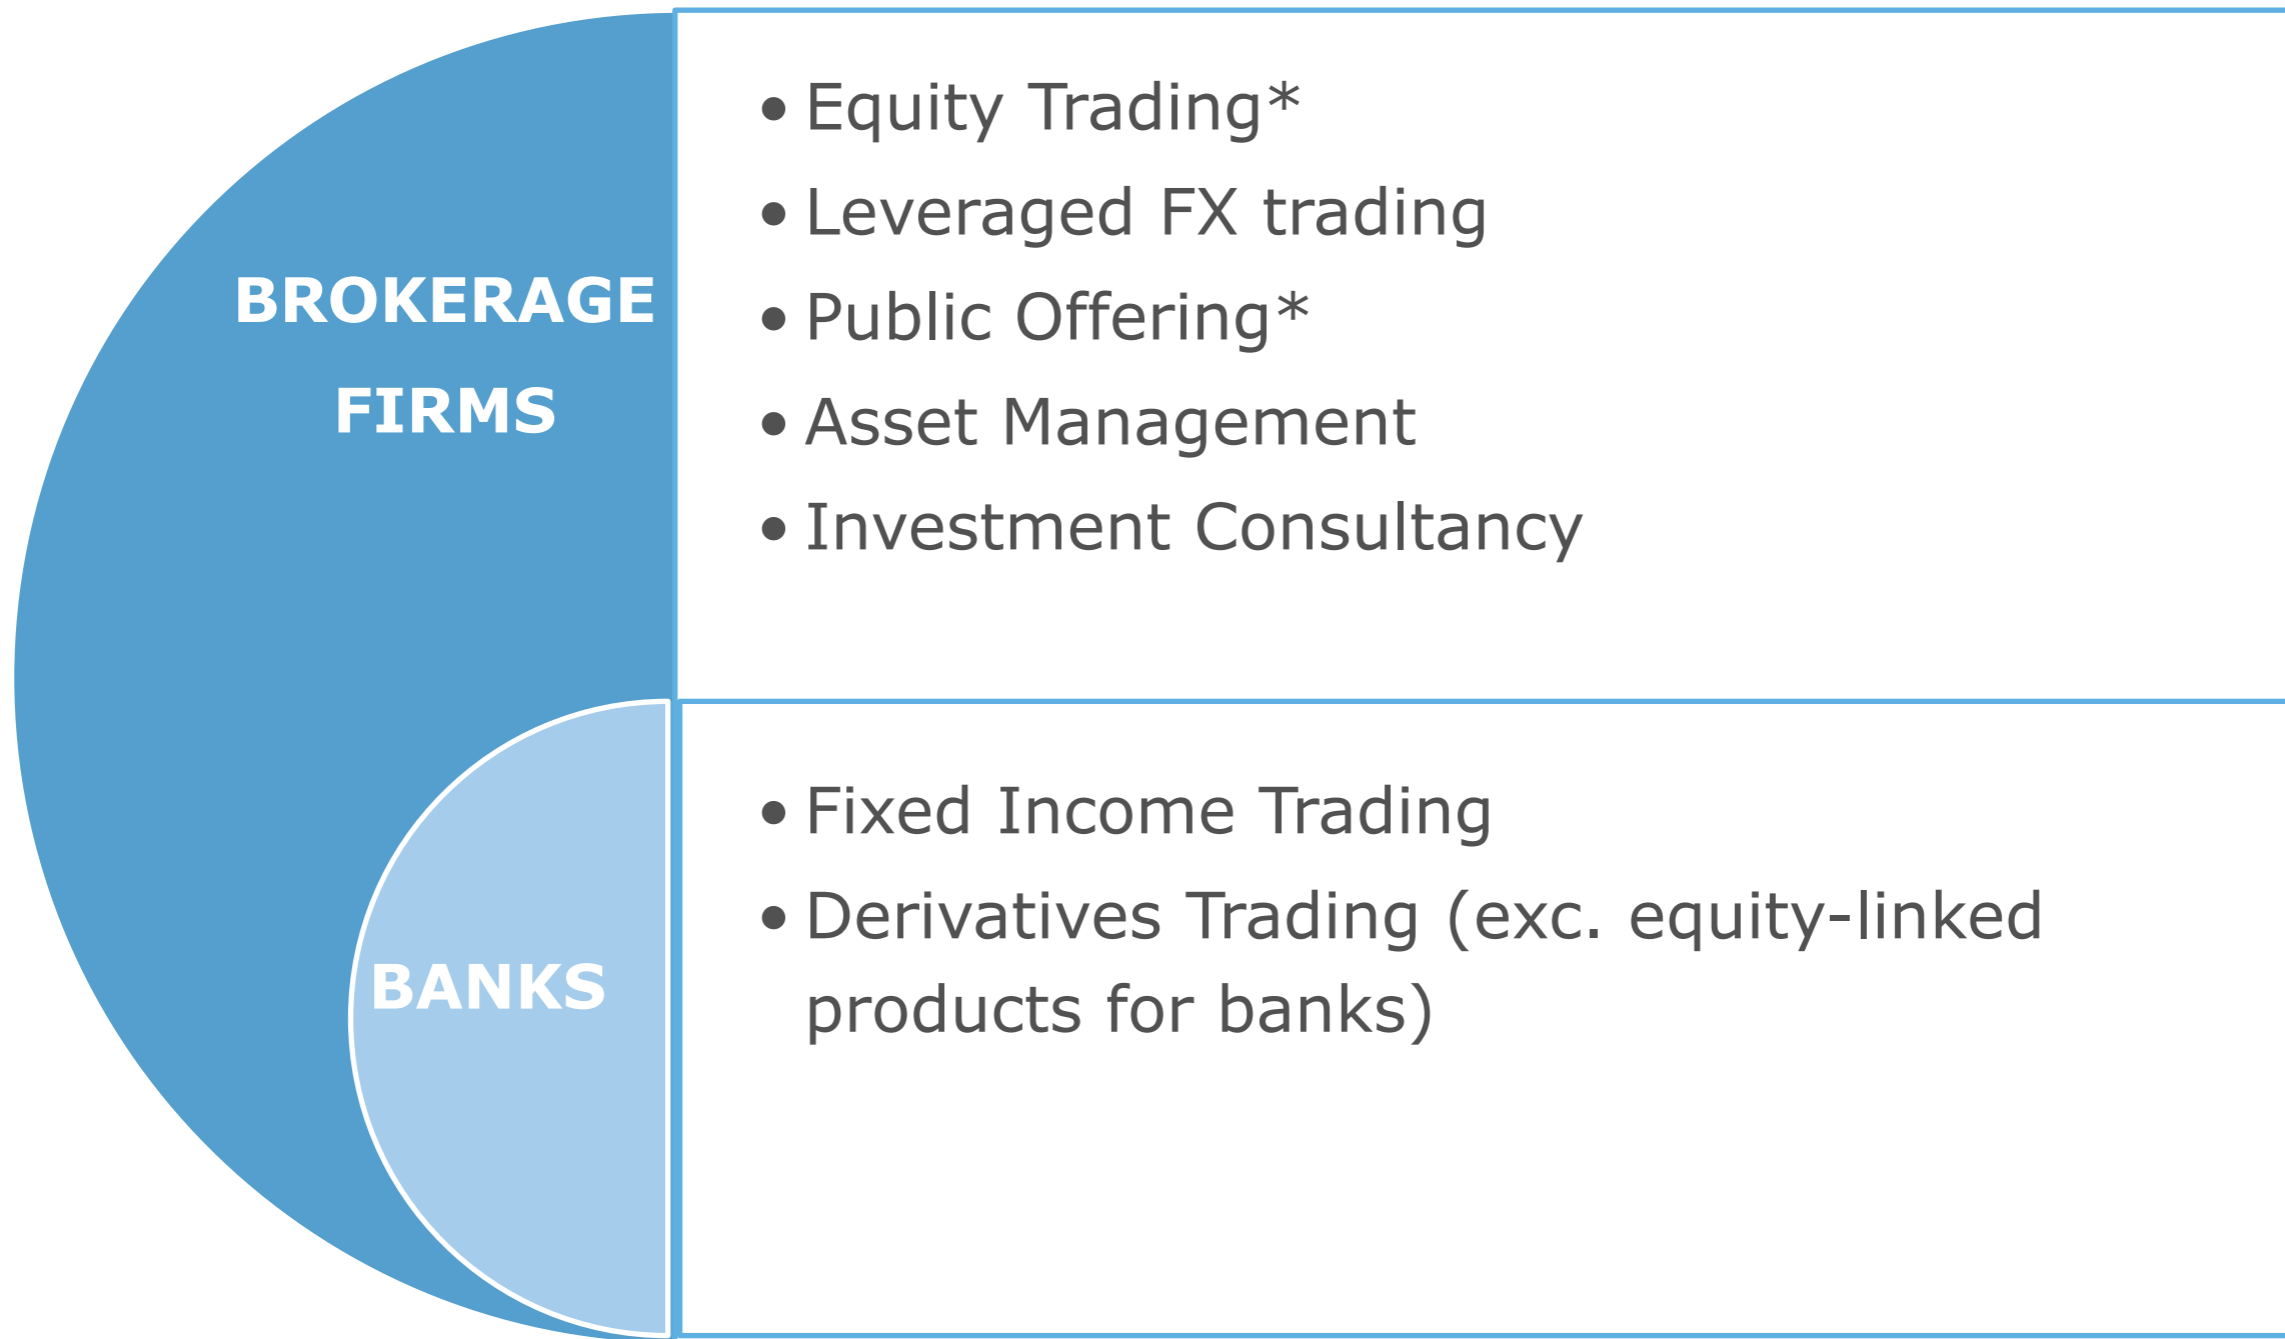 BROKERAGE
FIRMS
• Equity Trading*
• Leveraged FX trading
• Public Offering*
• Asset Management
• Investment Consultancy
BANKS
• Fixed Income Trading
• Derivatives Trading (exc. equity-linked
products for banks)